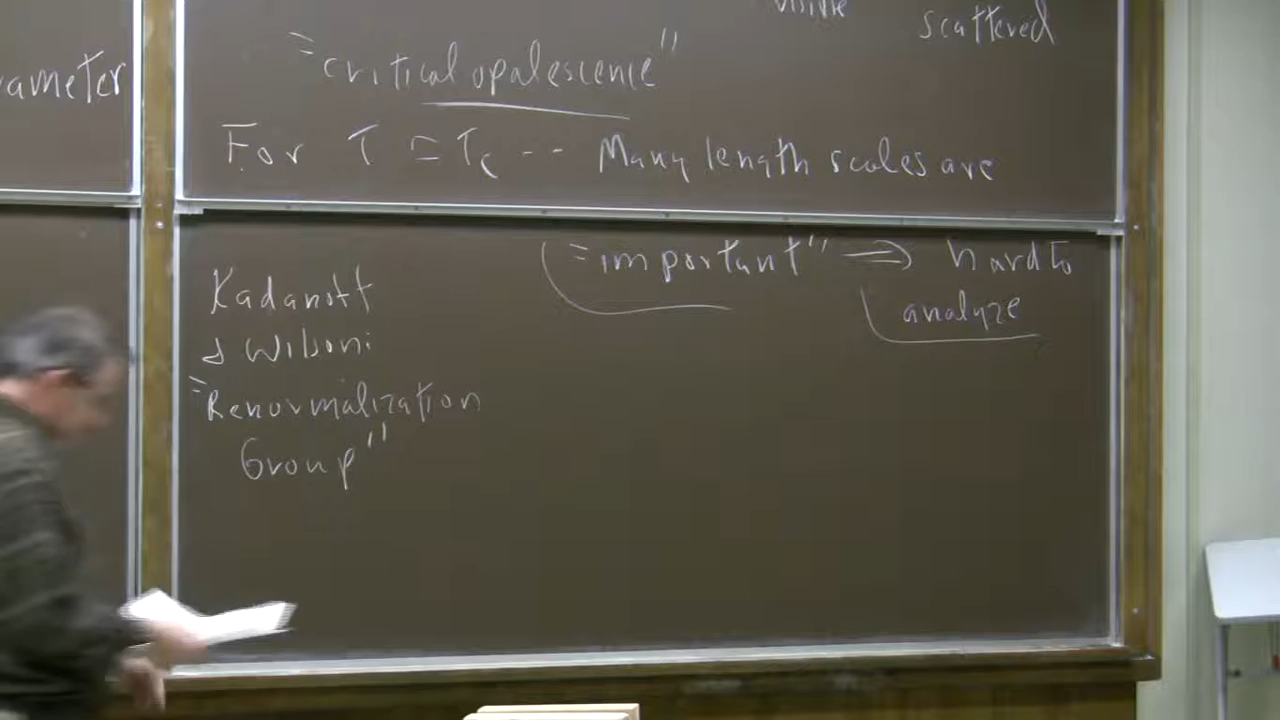 scattered
ameter
"critical opalescence"
For T = Tc -- Many length scales are
"important" ⇒ hard to
analyze
Kadanoff
& Wilson:
"Renormalization
Group"